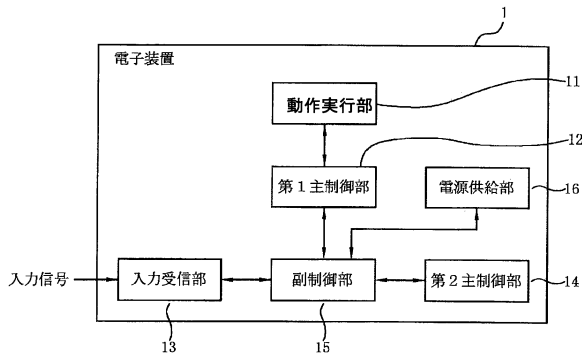 1
電子装置
11
動作実行部
12
第1主制御部
電源供給部
16
入力信号
入力受信部
副制御部
第2主制御部
14
13
15